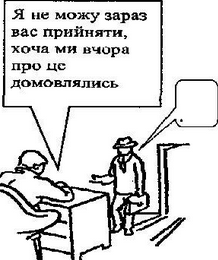 Я не можу зараз
вас прийняти,
хоча ми вчора
про це
домовлялись